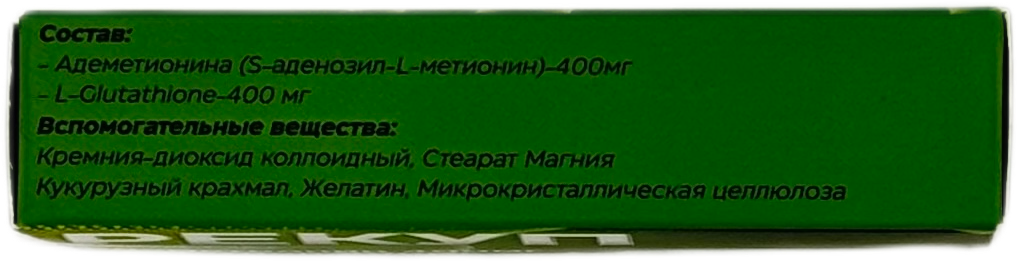 Состав:
- Адеметионина (S-аденозил-L-метионин)-400мг
- L-Glutathione-400 мг
Вспомогательные вещества:
Кремния-диоксид коллоидный, Стеарат Магния
Кукурузный крахмал, Желатин, Микрокристаллическая целлюлоза